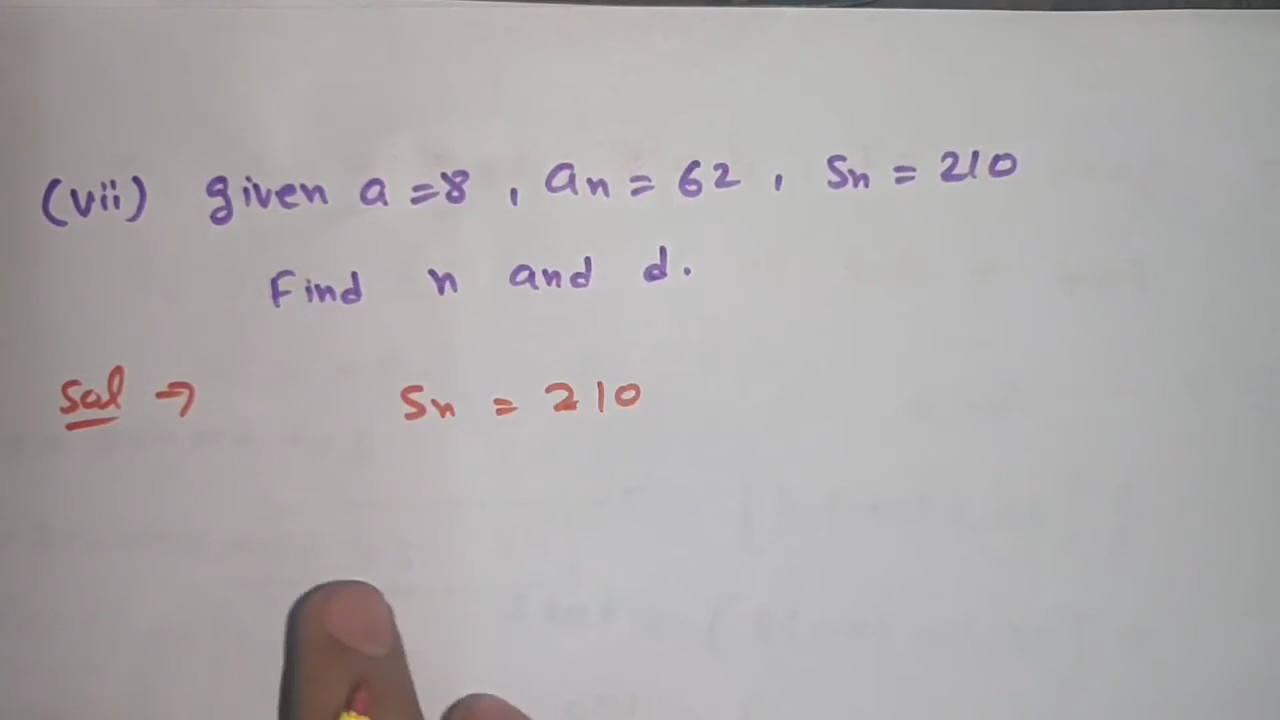 (vii) given a = 8 , an = 62 , Sn = 210
Find n and d.
Sol → Sn = 210